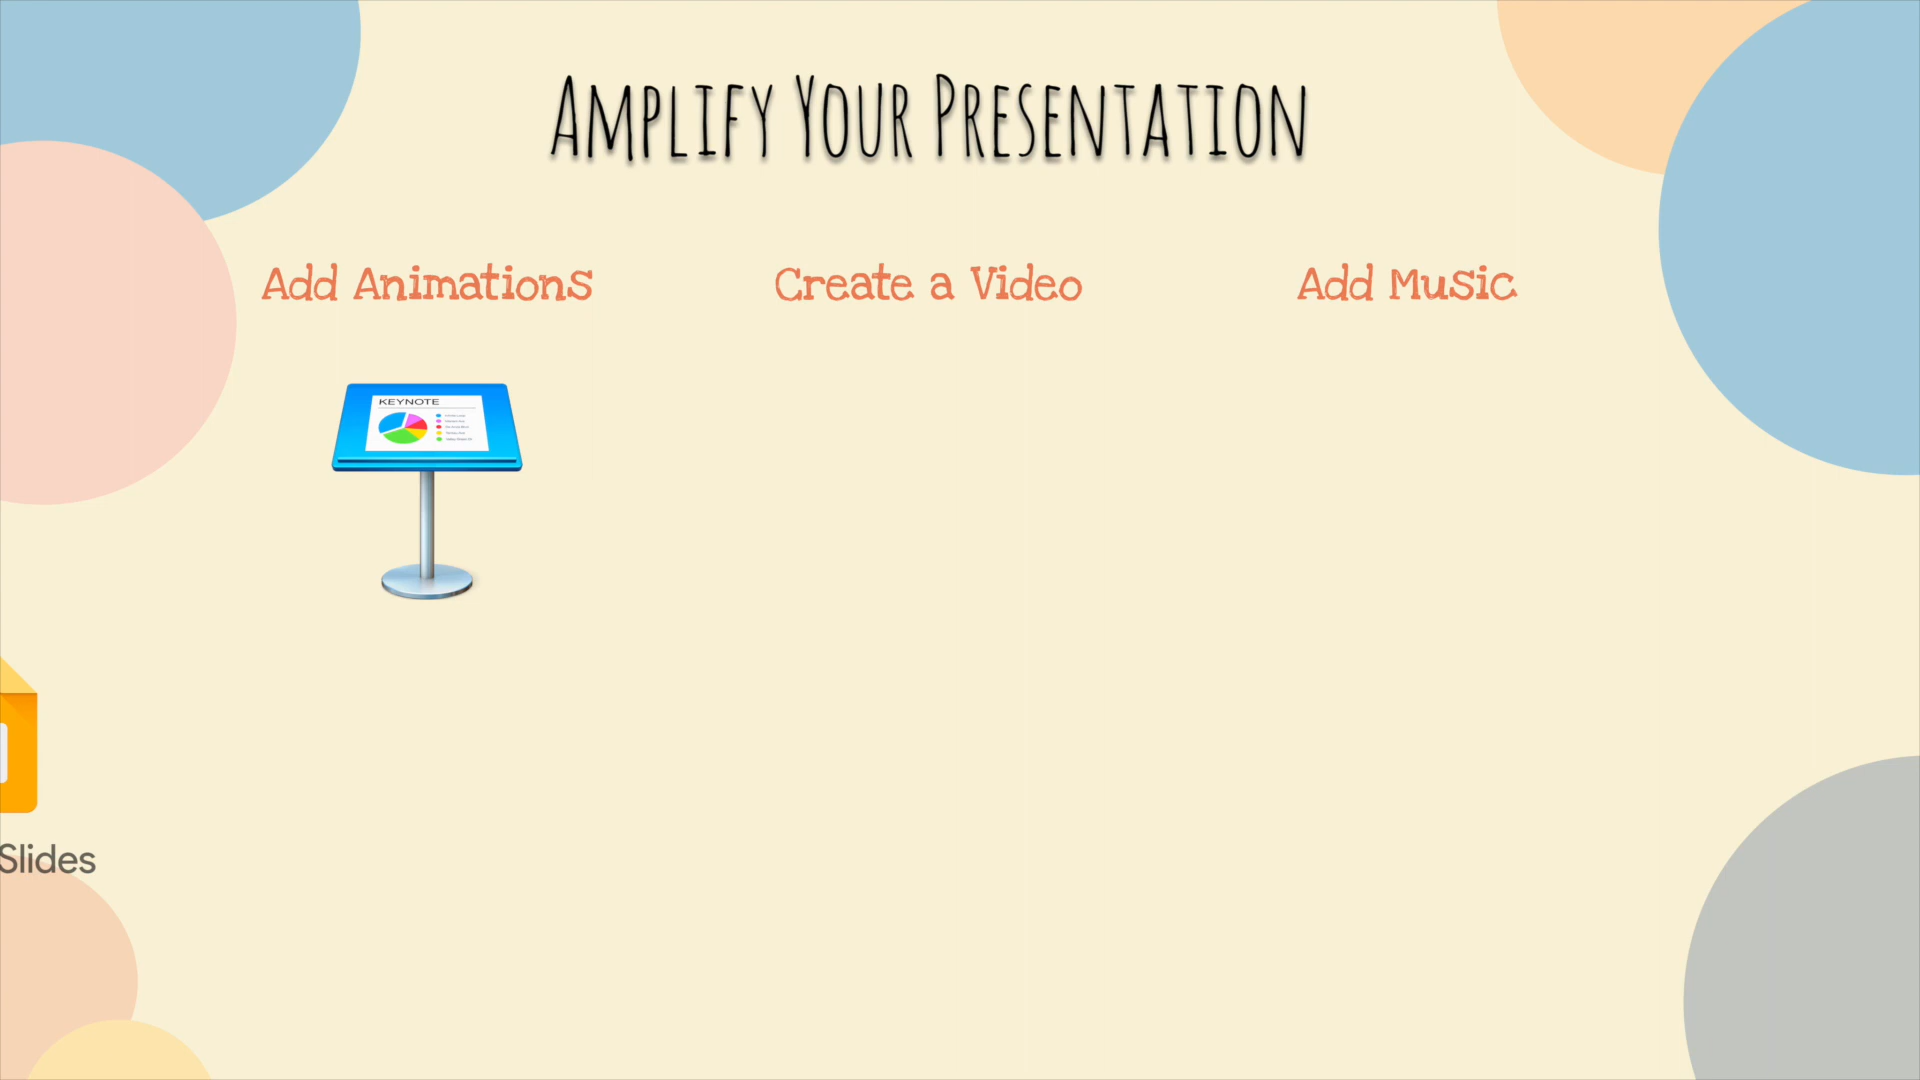 Amplify Your Presentation
Add Animations
Create a Video
Add Music
KEYNOTE
Slides